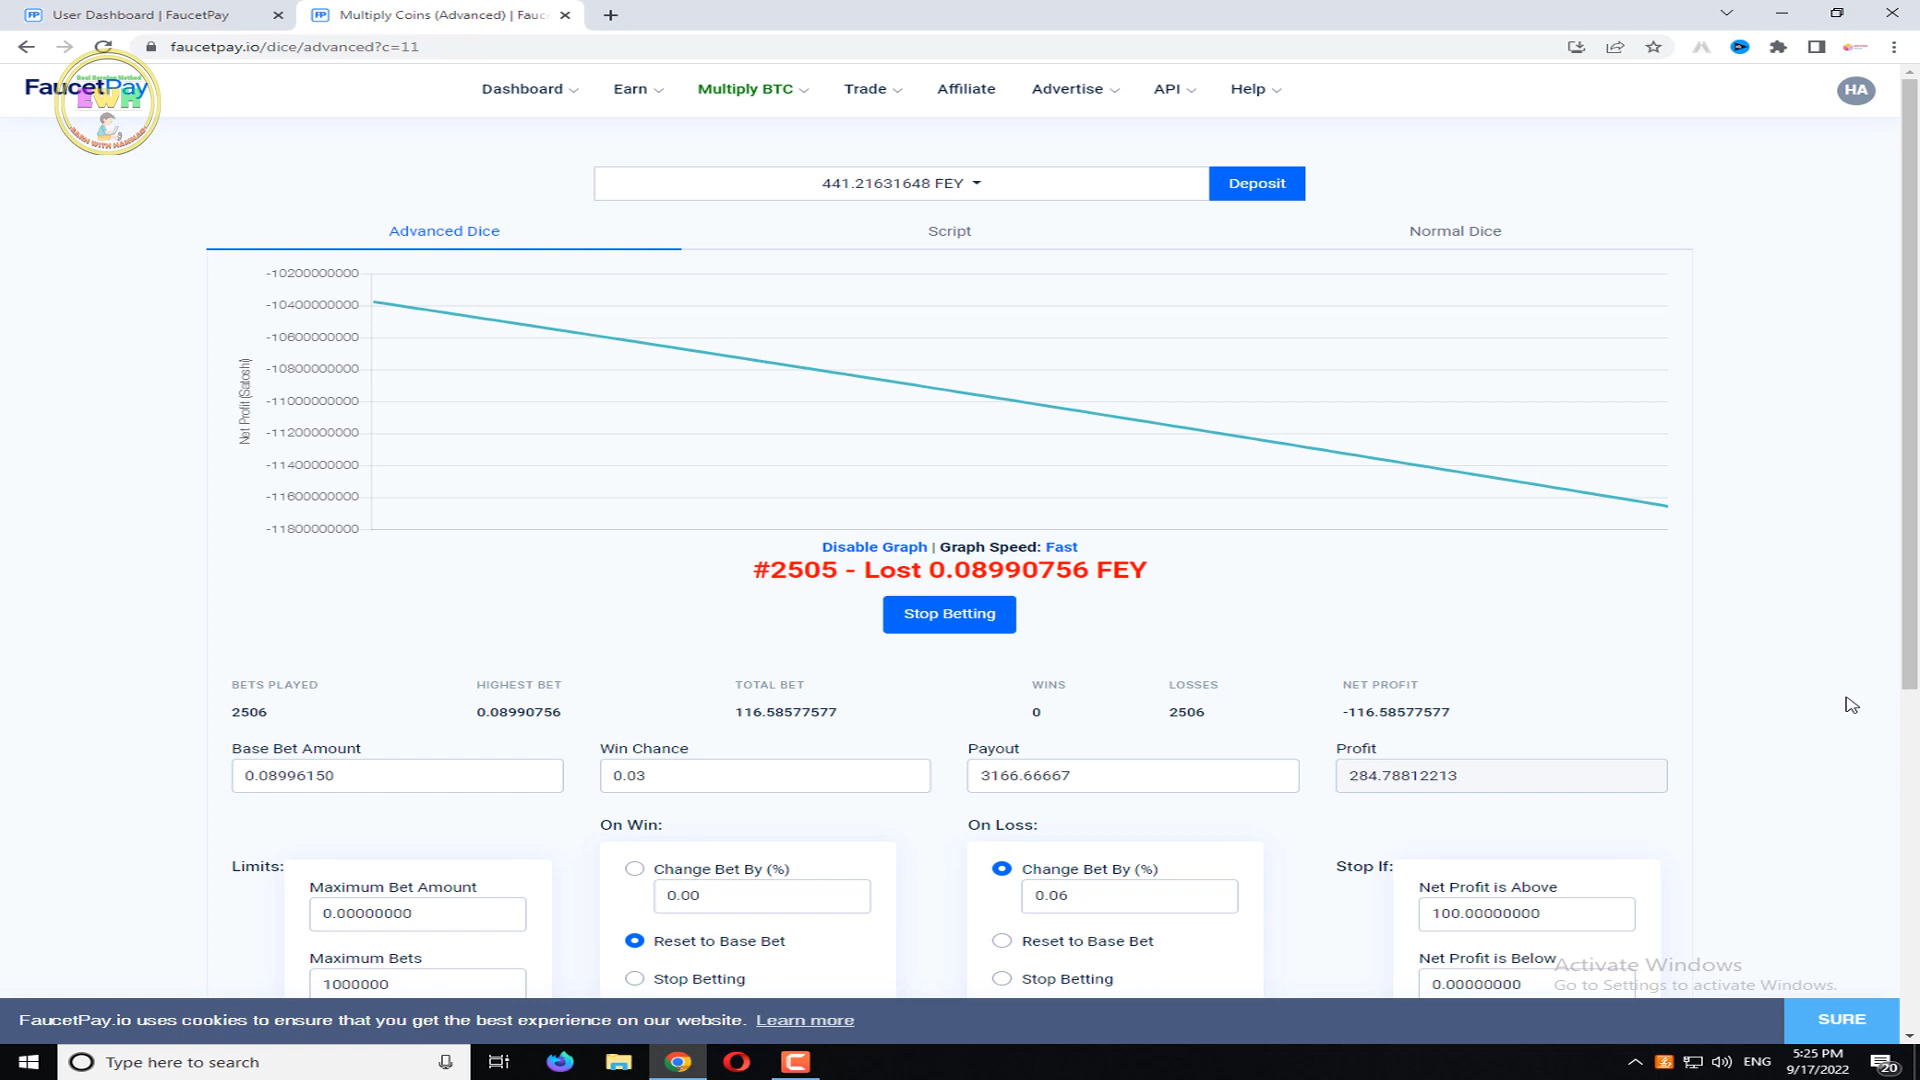 User Dashboard | FaucetPay
Multiply Coins (Advanced) | Fauc
faucetpay.io/dice/advanced?c=11
FaucetPay
Real Earning Method
EWH
EARN WITH HAMMAD
Dashboard
Earn
Multiply BTC
Trade
Affiliate
Advertise
API
Help
HA
441.21631648 FEY
Deposit
Advanced Dice
Script
Normal Dice
Net Profit (Satoshi)
-10200000000
-10400000000
-10600000000
-10800000000
-11000000000
-11200000000
-11400000000
-11600000000
-11800000000
Disable Graph | Graph Speed: Fast
#2505 - Lost 0.08990756 FEY
Stop Betting
BETS PLAYED
HIGHEST BET
TOTAL BET
WINS
LOSSES
NET PROFIT
2506
0.08990756
116.58577577
0
2506
-116.58577577
Base Bet Amount
Win Chance
Payout
Profit
0.08996150
0.03
3166.66667
284.78812213
On Win:
On Loss:
Limits:
Maximum Bet Amount
0.00000000
Maximum Bets
1000000
Change Bet By (%)
0.00
Reset to Base Bet
Stop Betting
Change Bet By (%)
0.06
Reset to Base Bet
Stop Betting
Stop If:
Net Profit is Above
100.00000000
Net Profit is Below
0.00000000
Activate Windows
Go to Settings to activate Windows.
FaucetPay.io uses cookies to ensure that you get the best experience on our website. Learn more
SURE
Type here to search
ENG
5:25 PM
9/17/2022
20